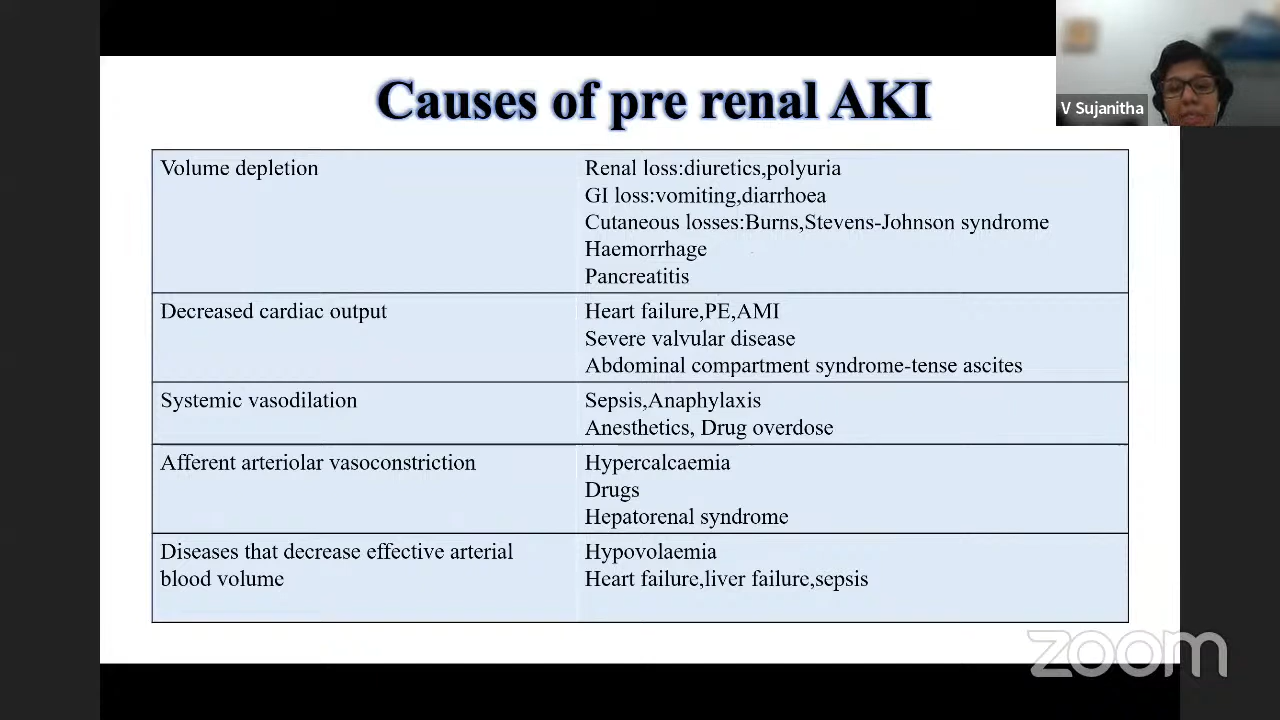 Causes of pre renal AKI
V Sujanitha
Volume depletion
Renal loss:diuretics,polyuria
GI loss:vomiting,diarrhoea
Cutaneous losses:Burns,Stevens-Johnson syndrome
Haemorrhage
Pancreatitis
Decreased cardiac output
Heart failure,PE,AMI
Severe valvular disease
Abdominal compartment syndrome-tense ascites
Systemic vasodilation
Sepsis,Anaphylaxis
Anesthetics, Drug overdose
Afferent arteriolar vasoconstriction
Hypercalcaemia
Drugs
Hepatorenal syndrome
Diseases that decrease effective arterial
blood volume
Hypovolaemia
Heart failure,liver failure,sepsis
zoom